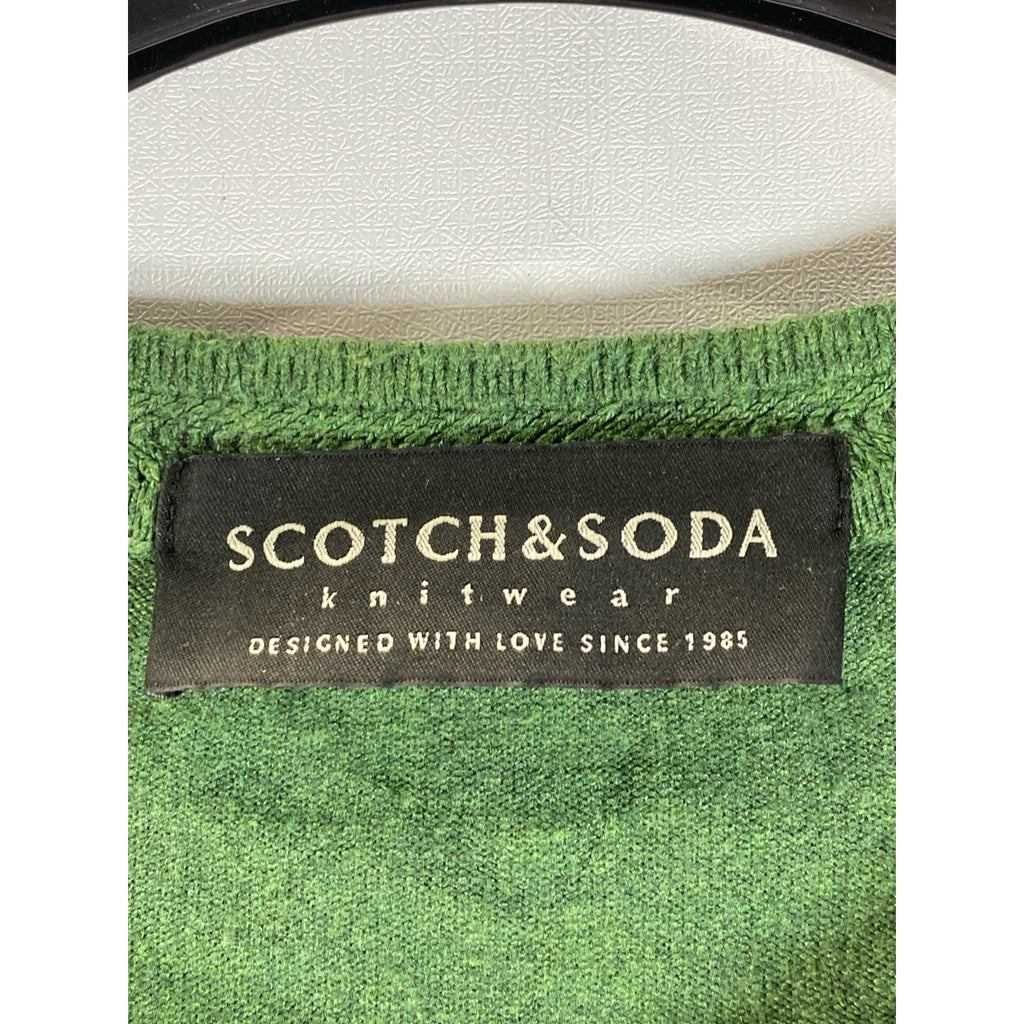 SCOTCH&SODA
knitwear
DESIGNED WITH LOVE SINCE 1985